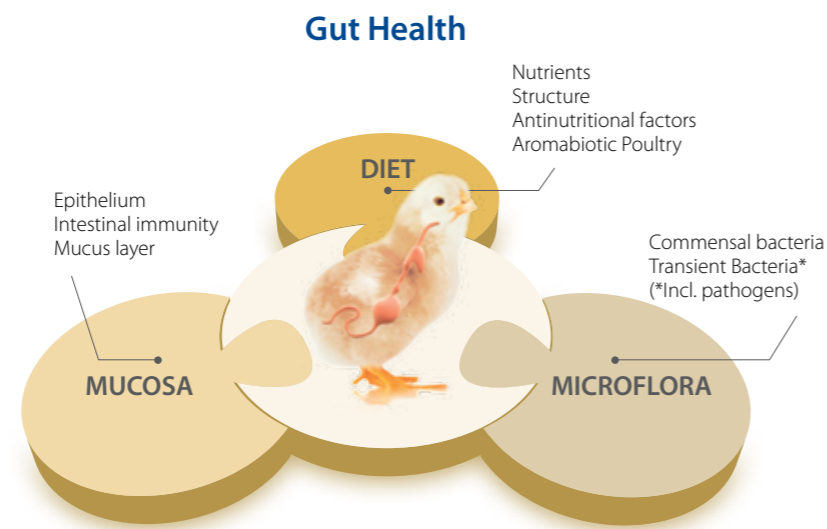 Gut Health
Nutrients
Structure
Antinutritional factors
Aromabiotic Poultry
DIET
Epithelium
Intestinal immunity
Mucus layer
Commensal bacteria
Transient Bacteria*
(*Incl. pathogens)
MUCOSA
MICROFLORA